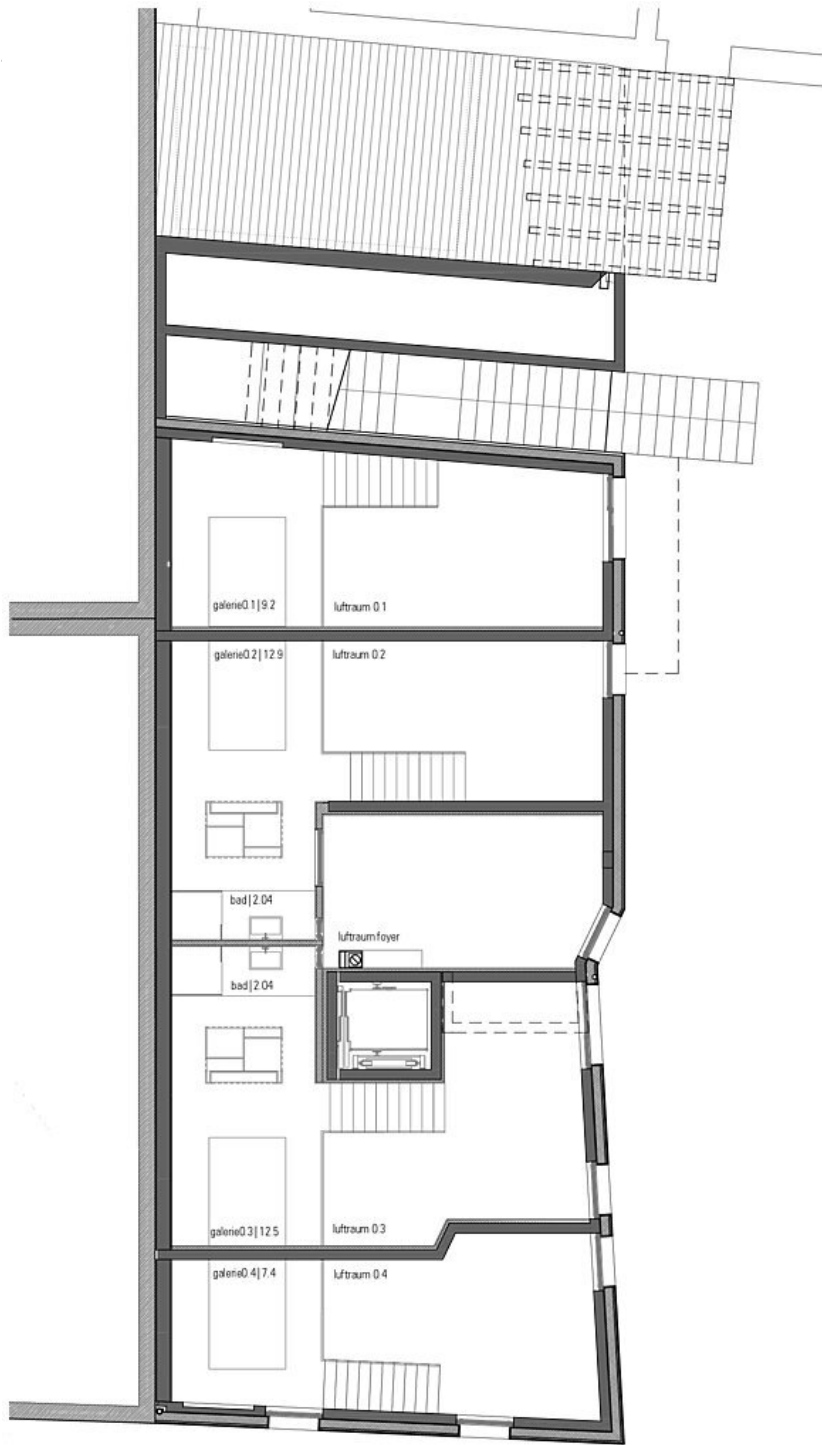 galerie0.1|9.2
luftraum 0.1
galerie0.2|12.9
luftraum 0.2
bad|2.04
luftraum foyer
bad|2.04
galerie0.3|12.5
luftraum 0.3
galerie0.4|7.4
luftraum 0.4